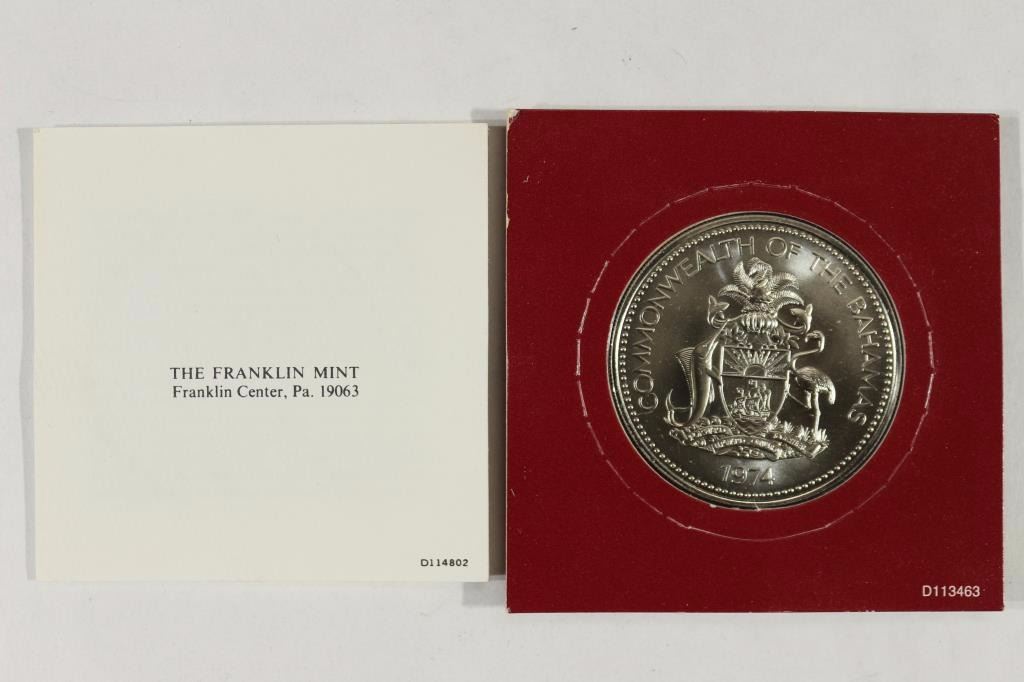 THE FRANKLIN MINT
Franklin Center, Pa. 19063
D114802
COMMONWEALTH OF THE BAHAMAS
1974
D113463